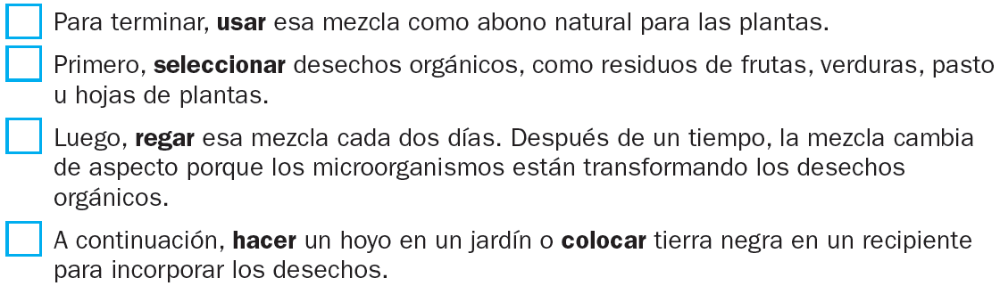 Para terminar, usar esa mezcla como abono natural para las plantas.
Primero, seleccionar desechos orgánicos, como residuos de frutas, verduras, pasto
u hojas de plantas.
Luego, regar esa mezcla cada dos días. Después de un tiempo, la mezcla cambia
de aspecto porque los microorganismos están transformando los desechos
orgánicos.
A continuación, hacer un hoyo en un jardín o colocar tierra negra en un recipiente
para incorporar los desechos.